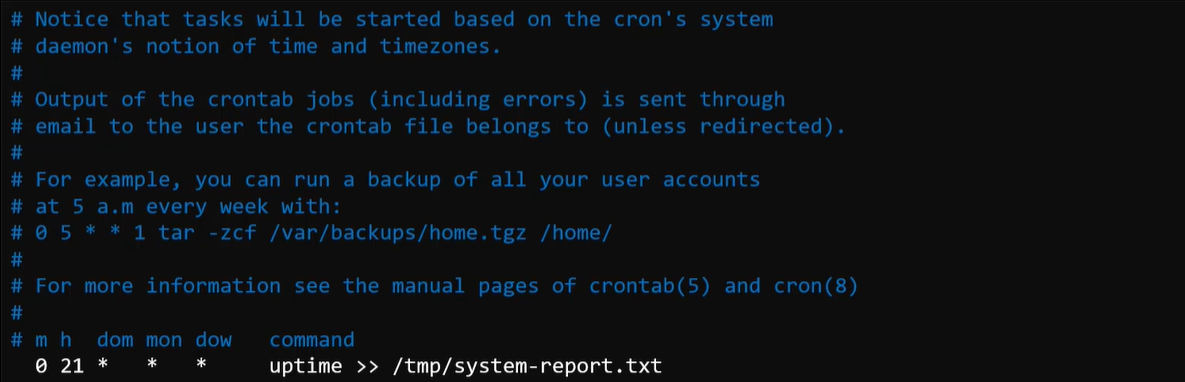 # Notice that tasks will be started based on the cron's system
# daemon's notion of time and timezones.
#
# Output of the crontab jobs (including errors) is sent through
# email to the user the crontab file belongs to (unless redirected).
#
# For example, you can run a backup of all your user accounts
# at 5 a.m every week with:
# 0 5 * * 1 tar -zcf /var/backups/home.tgz /home/
#
# For more information see the manual pages of crontab(5) and cron(8)
#
# m h  dom mon dow   command
  0 21 *   *   *     uptime >> /tmp/system-report.txt